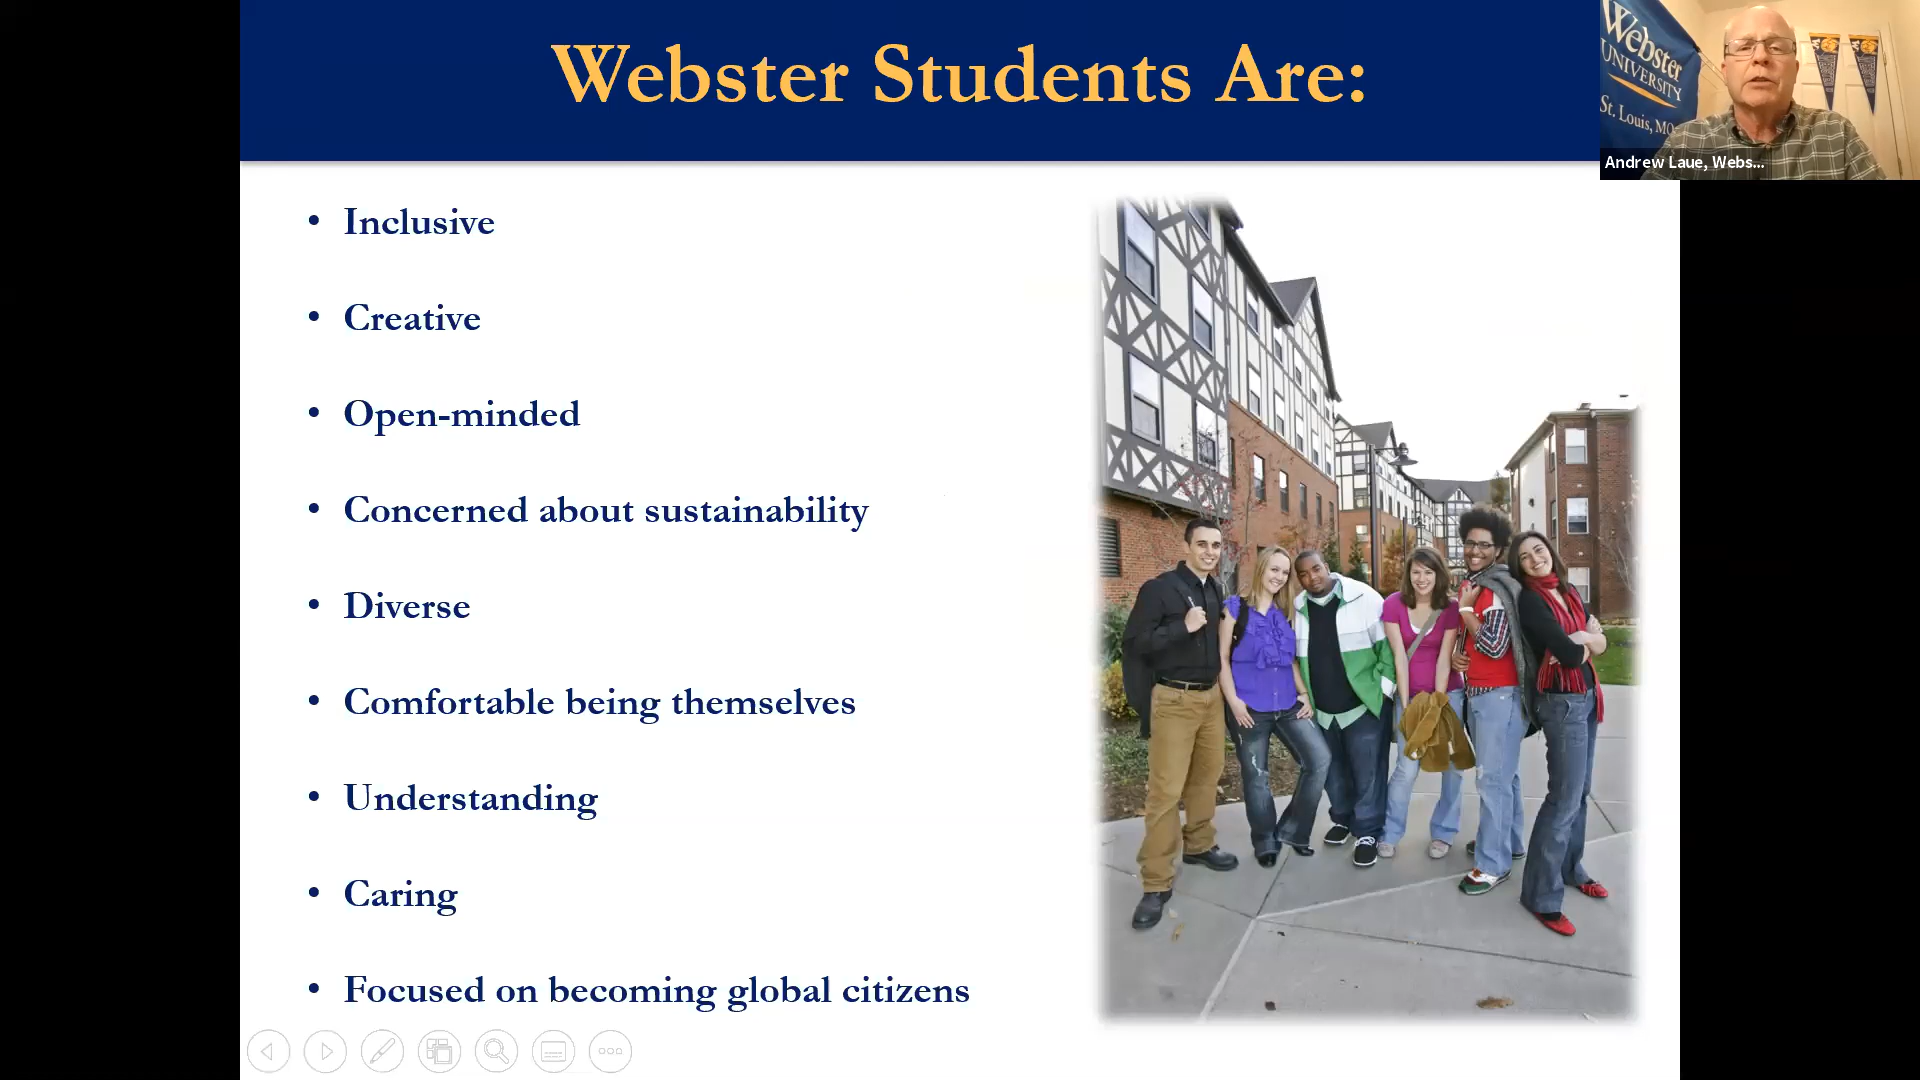 Webster Students Are:
• Inclusive
• Creative
• Open-minded
• Concerned about sustainability
• Diverse
• Comfortable being themselves
• Understanding
• Caring
• Focused on becoming global citizens
Webster
UNIVERSITY
St. Louis, MO
Andrew Laue, Webs...